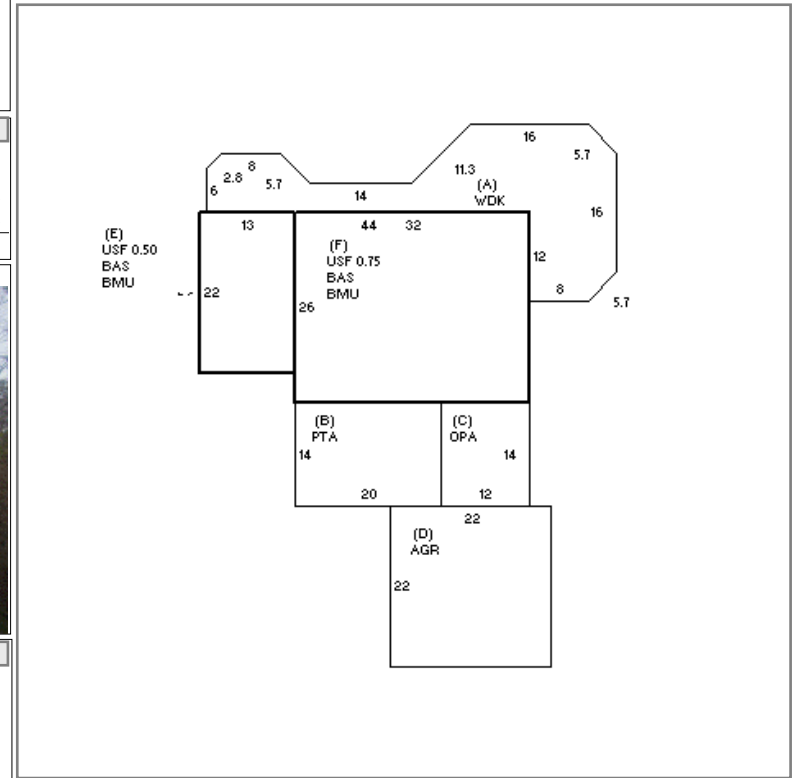 16
8
5.7
2.8
5.7
11.3
(A)
WDK
6
14
16
13
44
32
(E)
USF 0.50
BAS
BMU
(F)
USF 0.75
BAS
BMU
12
22
26
8
5.7
(B)
PTA
(C)
OPA
14
14
20
12
22
(D)
AGR
22